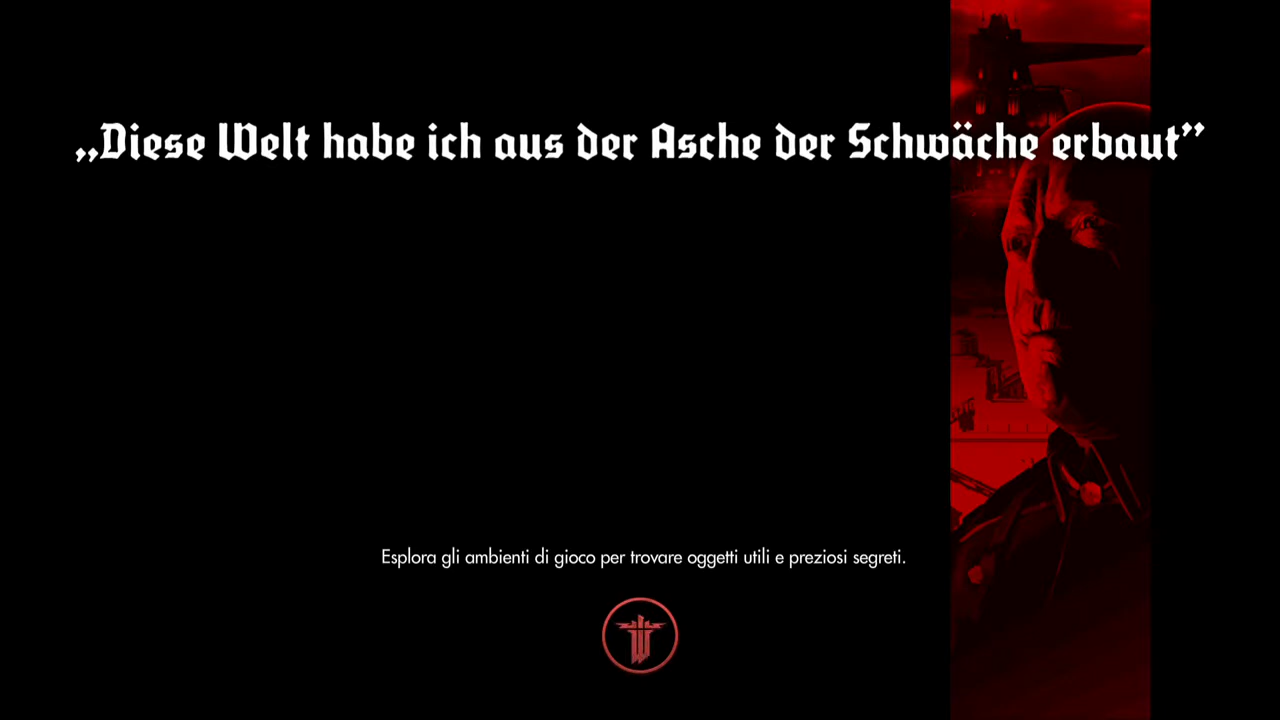 „Diese Welt habe ich aus der Asche der Schwäche erbaut”
Esplora gli ambienti di gioco per trovare oggetti utili e preziosi segreti.